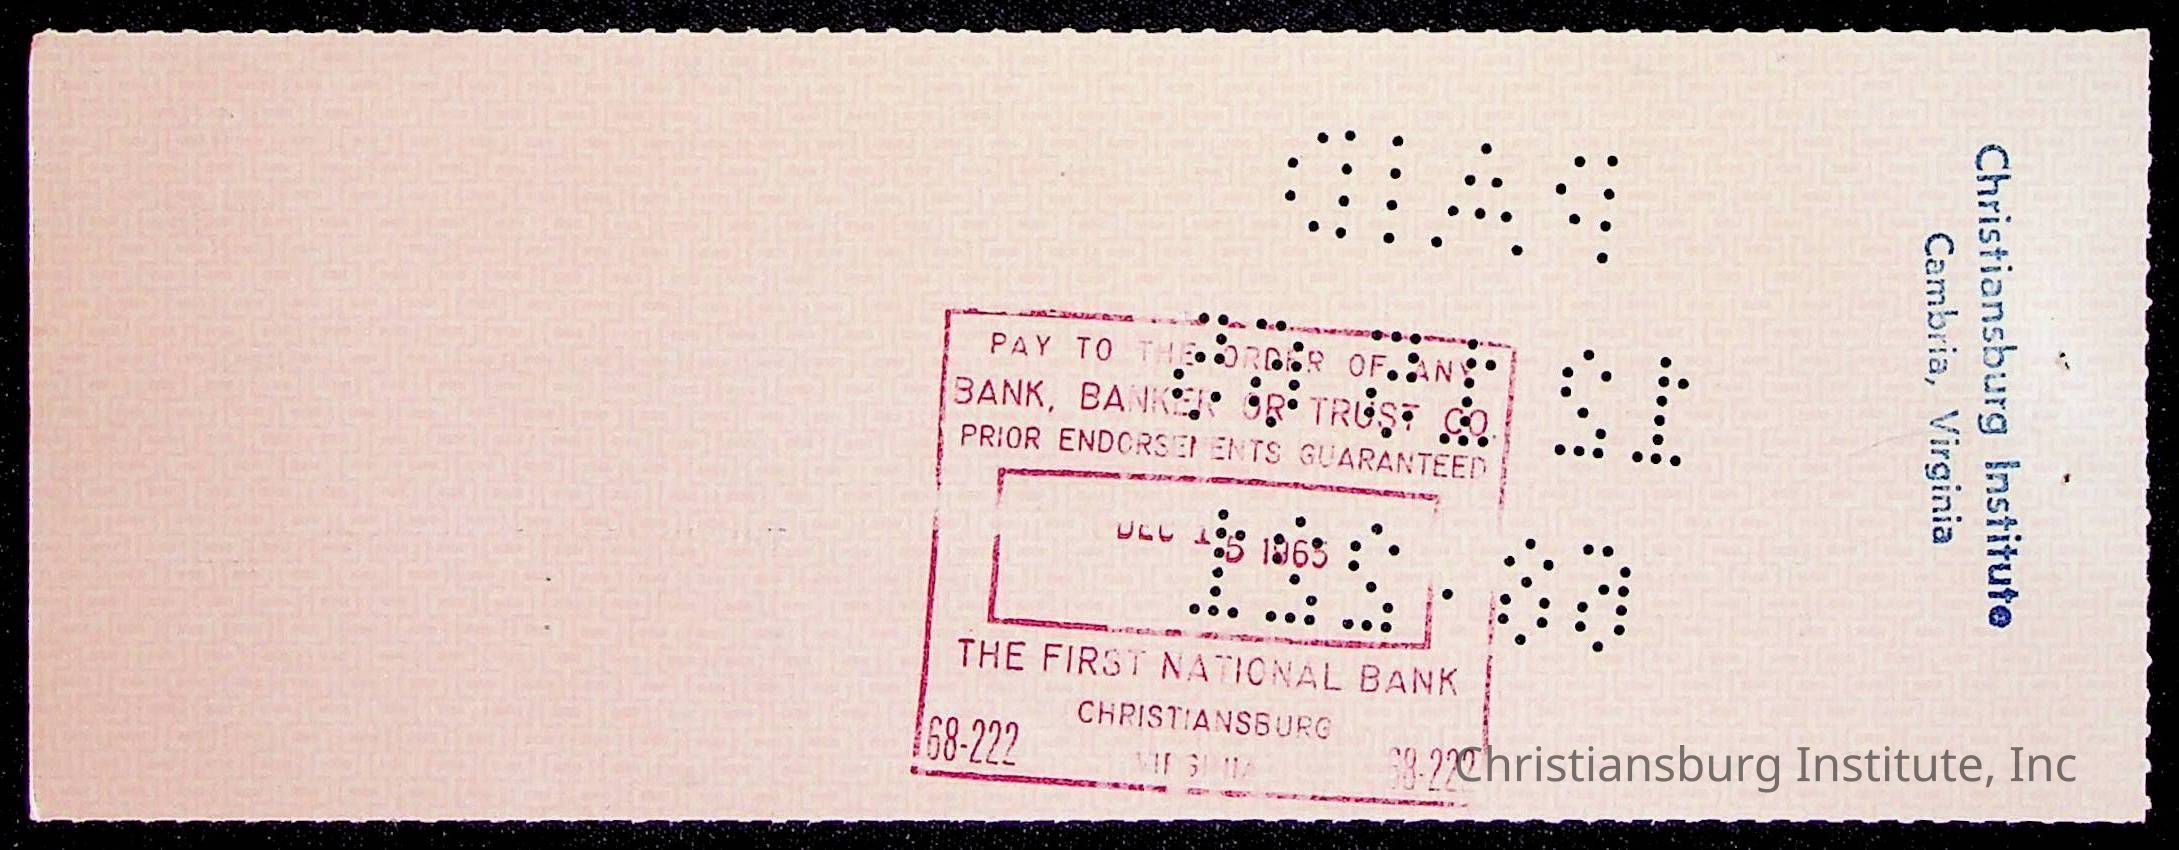 Christiansburg Institute
Cambria, Virginia
PAID
PAY TO THE ORDER OF ANY
BANK, BANKER OR TRUST CO.
PRIOR ENDORSEMENTS GUARANTEED
DEC 15 1965
THE FIRST NATIONAL BANK
CHRISTIANSBURG
VIRGINIA
68-222 68-222
Christiansburg Institute, Inc